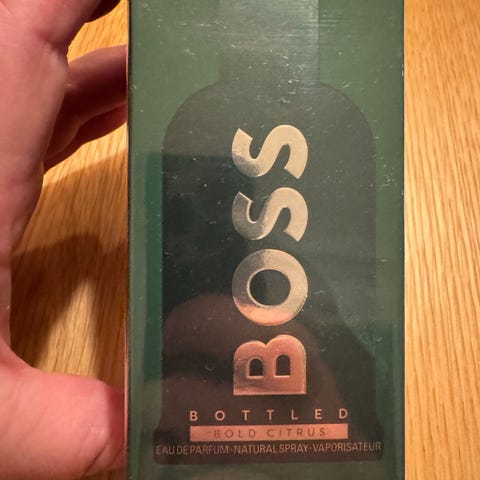 BOSS
BOTTLED
BOLD CITRUS
EAU DE PARFUM·NATURAL SPRAY·VAPORISATEUR